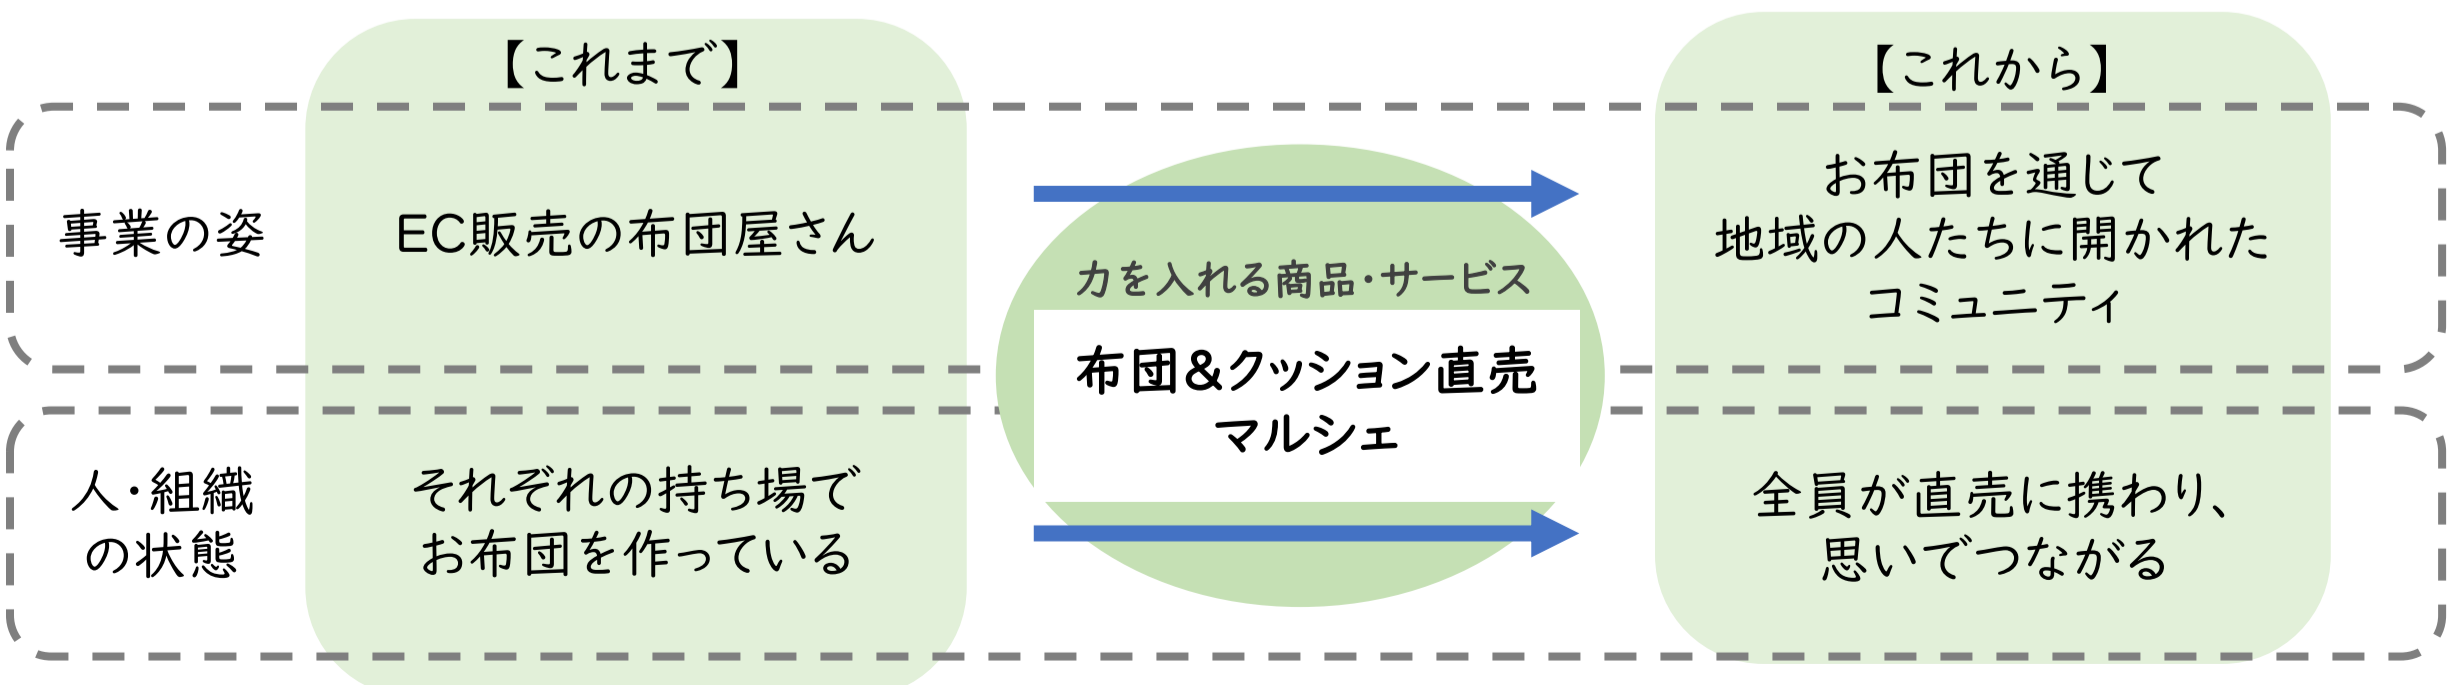 【これまで】
【これから】
事業の姿
EC販売の布団屋さん
お布団を通じて
地域の人たちに開かれた
コミュニティ
力を入れる商品・サービス
布団&クッション直売
マルシェ
人・組織
の状態
それぞれの持ち場で
お布団を作っている
全員が直売に携わり、
思いでつながる